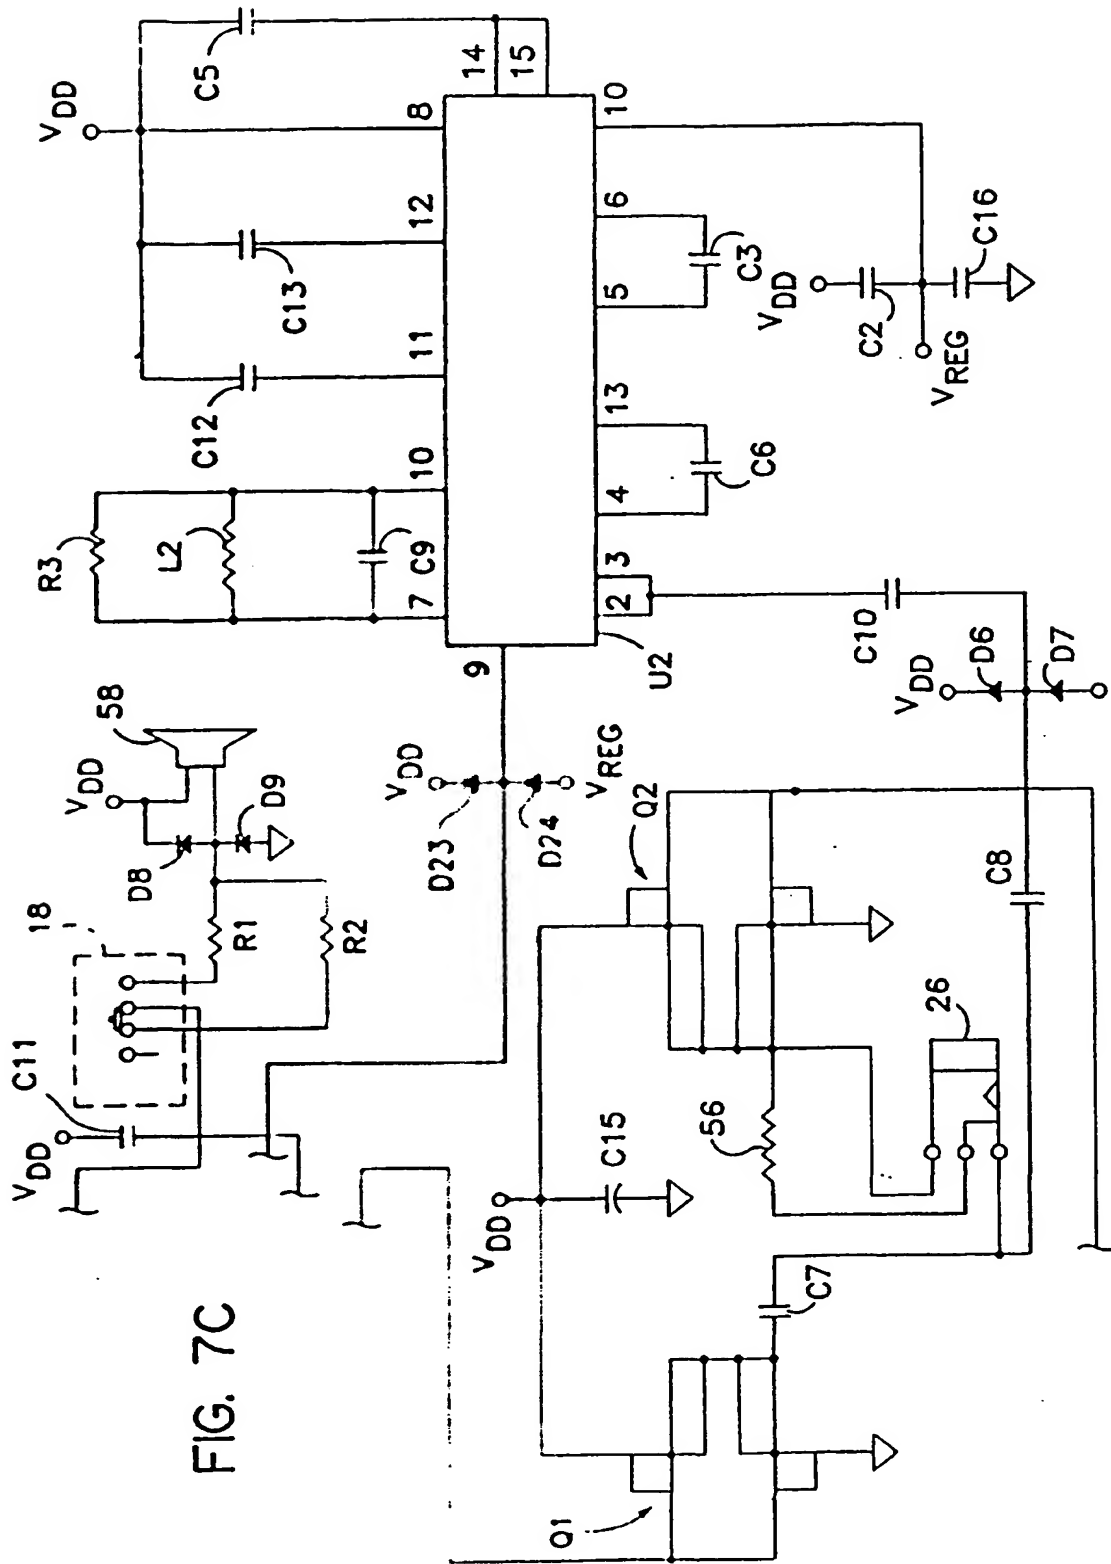 FIG. 7C
VDD
C11
18
VDD
58
D8
D9
R1
R2
R3
L2
C9
C12
C13
VDD
C5
7
10
11
12
8
14
15
9
U2
2
3
4
13
5
6
10
C6
C3
VDD
C2
C16
VREG
VDD
D23
D24
VREG
C10
VDD
D6
D7
VDD
C15
Q1
Q2
56
26
C7
C8